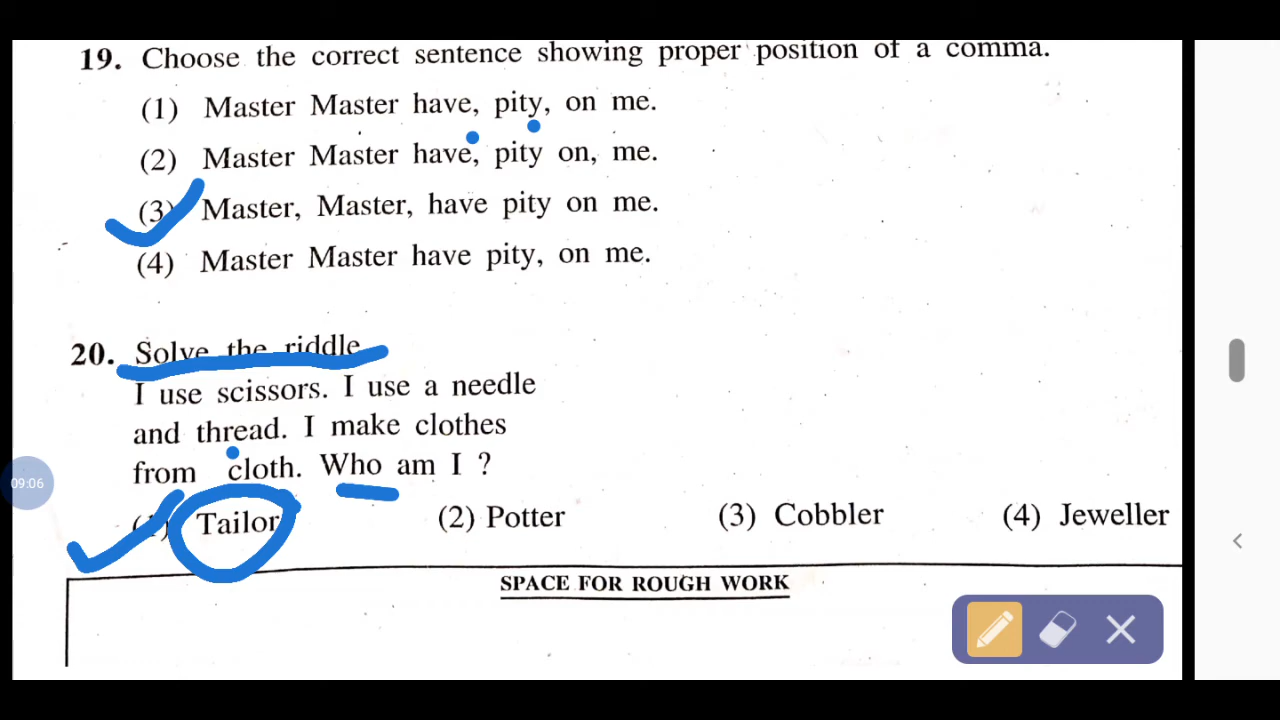 19. Choose the correct sentence showing proper position of a comma.
(1) Master Master have, pity, on me.
(2) Master Master have, pity on, me.
(3) Master, Master, have pity on me.
(4) Master Master have pity, on me.
20. Solve the riddle
I use scissors. I use a needle
and thread. I make clothes
from cloth. Who am I ?
(1) Tailor (2) Potter (3) Cobbler (4) Jeweller
SPACE FOR ROUGH WORK
09:06